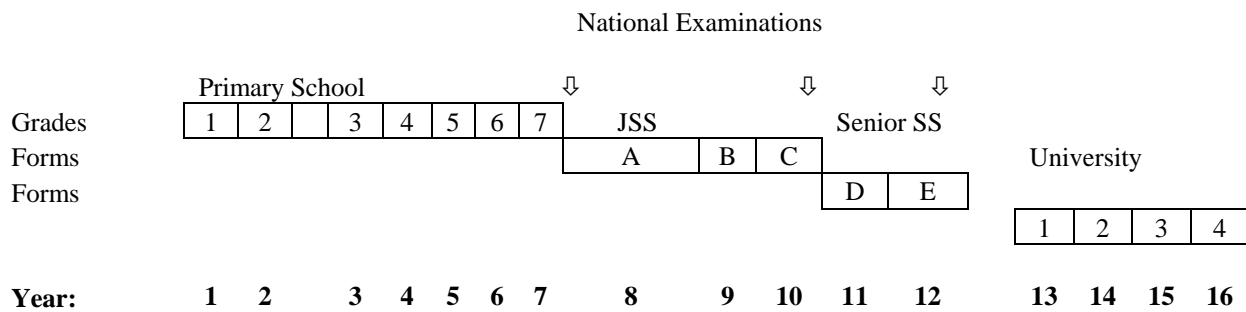 National Examinations
Primary School ⇩ ⇩ ⇩
Grades 1 2 3 4 5 6 7 JSS Senior SS
Forms A B C University
Forms D E
1 2 3 4
Year: 1 2 3 4 5 6 7 8 9 10 11 12 13 14 15 16